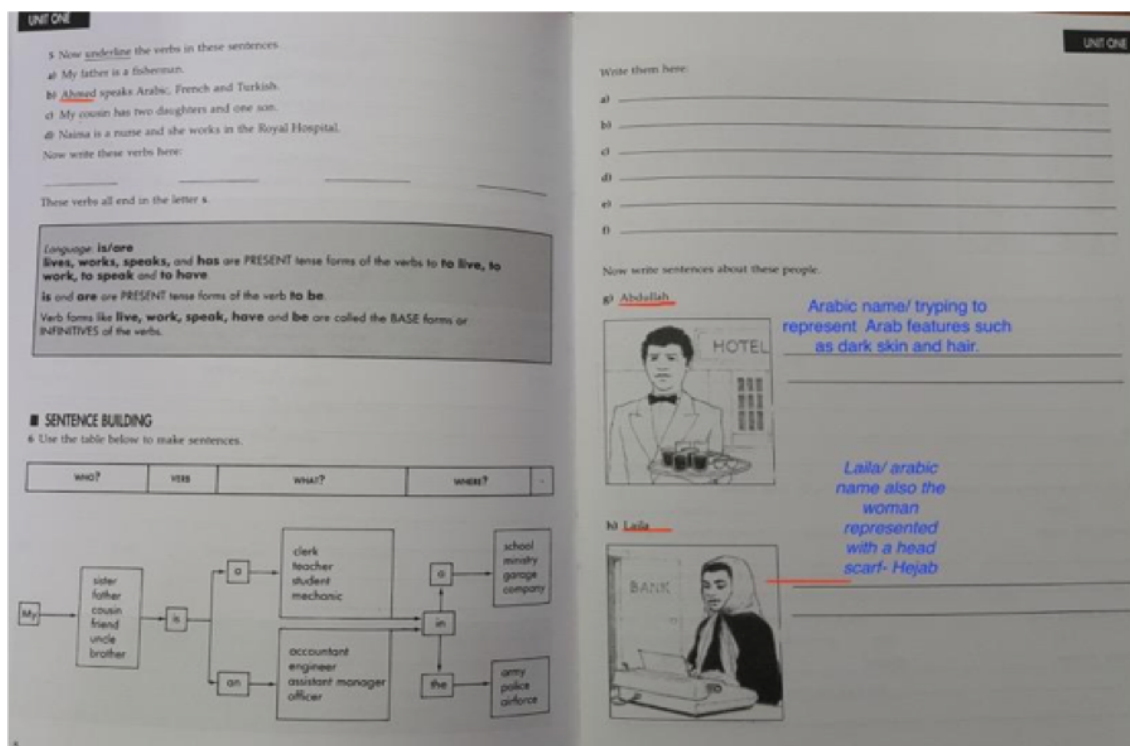 UNIT ONE
5 Now underline the verbs in these sentences.
a) My father is a fisherman.
b) Ahmed speaks Arabic, French and Turkish.
c) My cousin has two daughters and one son.
d) Naima is a nurse and she works in the Royal Hospital.
Now write these verbs here:
These verbs all end in the letter s.
Language: is/are
lives, works, speaks, and has are PRESENT tense forms of the verbs to to live, to
work, to speak and to have
is and are are PRESENT tense forms of the verb to be.
Verb forms like live, work, speak, have and be are called the BASE forms or
INFINITIVES of the verbs.
SENTENCE BUILDING
6 Use the table below to make sentences.
WHO? VERB WHAT? WHERE? .
My
sister
father
cousin
friend
uncle
brother
is
a
an
clerk
teacher
student
mechanic
accountant
engineer
assistant manager
officer
in
a
the
school
ministry
garage
company
army
police
airforce
UNIT ONE
Write them here:
a)
b)
c)
d)
e)
f)
Now write sentences about these people.
g) Abdullah
HOTEL
Arabic name/ tryping to
represent Arab features such
as dark skin and hair.
h) Laila
BANK
Laila/ arabic
name also the
woman
represented
with a head
scarf- Hejab